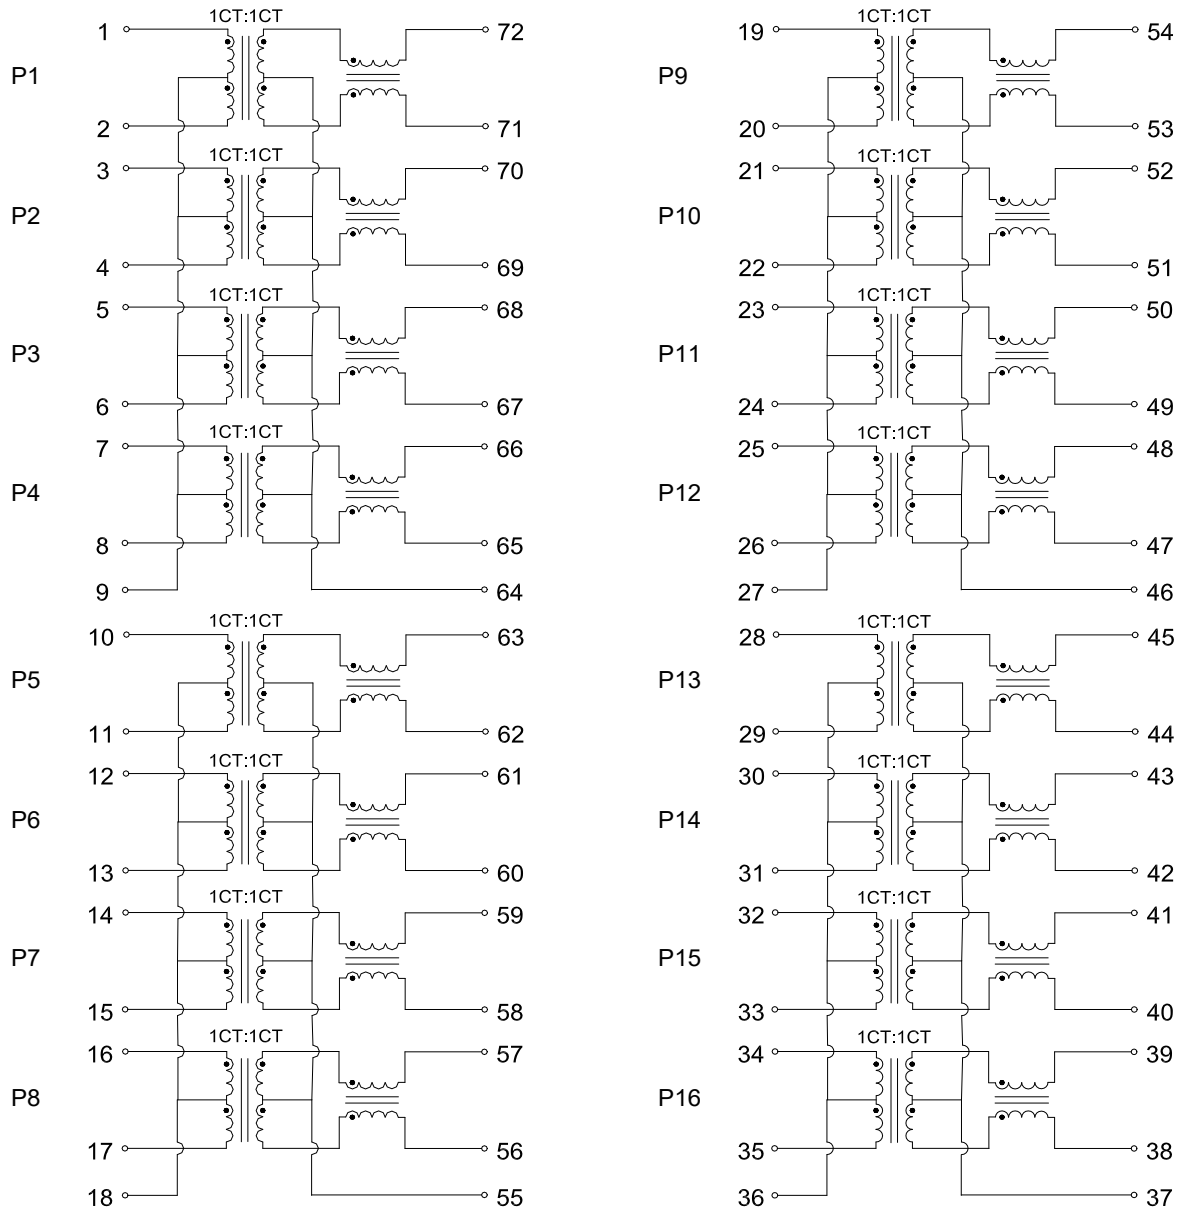 1CT:1CT
1 72
P1
2 71
1CT:1CT
3 70
P2
4 69
1CT:1CT
5 68
P3
6 67
1CT:1CT
7 66
P4
8 65
9 64
1CT:1CT
10 63
P5
11 62
1CT:1CT
12 61
P6
13 60
1CT:1CT
14 59
P7
15 58
1CT:1CT
16 57
P8
17 56
18 55
1CT:1CT
19 54
P9
20 53
1CT:1CT
21 52
P10
22 51
1CT:1CT
23 50
P11
24 49
1CT:1CT
25 48
P12
26 47
27 46
1CT:1CT
28 45
P13
29 44
1CT:1CT
30 43
P14
31 42
1CT:1CT
32 41
P15
33 40
1CT:1CT
34 39
P16
35 38
36 37